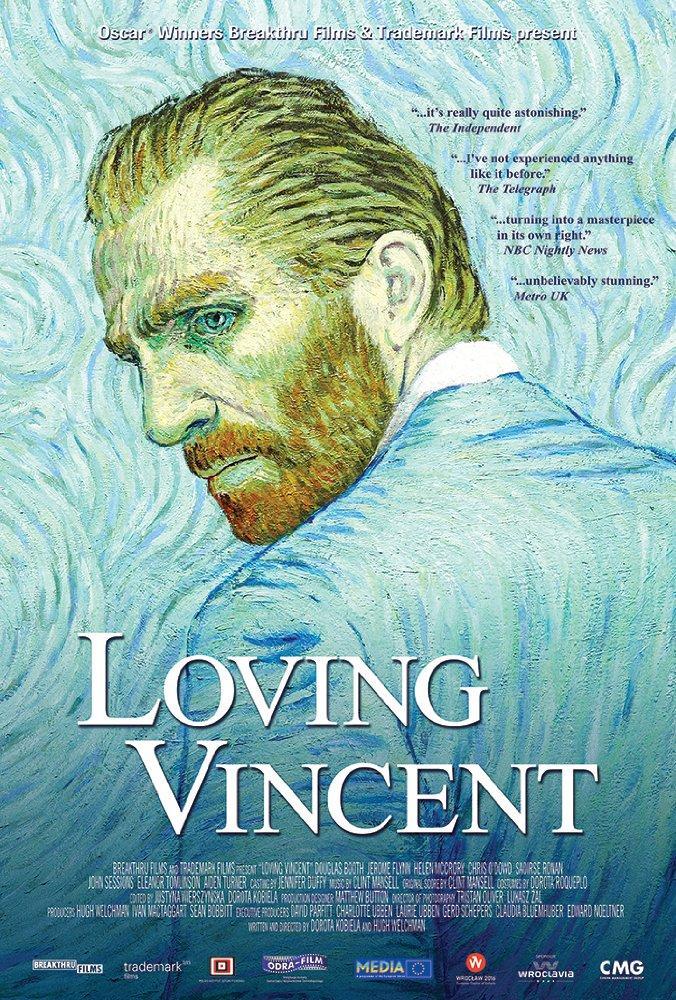 Oscar® Winners Breakthru Films & Trademark Films present
"...it's really quite astonishing."
The Independent
"...I've not experienced anything
like it before."
The Telegraph
"...turning into a masterpiece
in its own right."
NBC Nightly News
"...unbelievably stunning."
Metro UK
LOVING
VINCENT
BREAKTHRU FILMS AND TRADEMARK FILMS PRESENT "LOVING VINCENT" DOUGLAS BOOTH JEROME FLYNN HELEN MCCRORY CHRIS O'DOWD SAOIRSE RONAN
JOHN SESSIONS ELEANOR TOMLINSON AIDEN TURNER CASTING BY JENNIFER DUFFY MUSIC BY CLINT MANSELL ORIGINAL SCORE BY CLINT MANSELL COSTUMES BY DOROTA ROQUEPLO
EDITED BY JUSTYNA WIERSZYNSKA DOROTA KOBIELA PRODUCTION DESIGNER MATTHEW BUTTON DIRECTOR OF PHOTOGRAPHY TRISTAN OLIVER LUKASZ ZAL
PRODUCERS HUGH WELCHMAN IVAN MACTAGGART SEAN BOBBITT EXECUTIVE PRODUCERS DAVID PARFITT CHARLOTTE UBBEN LAURIE UBBEN GERD SCHEPERS CLAUDIA BLUEMHUBER EDWARD NOELTNER
WRITTEN AND DIRECTED BY DOROTA KOBIELA AND HUGH WELCHMAN
BREAKTHRU FILMS
trademark films
ODRA-FILM
MEDIA
WROCŁAW 2016
SPONSOR
WROCLAVIA
CMG